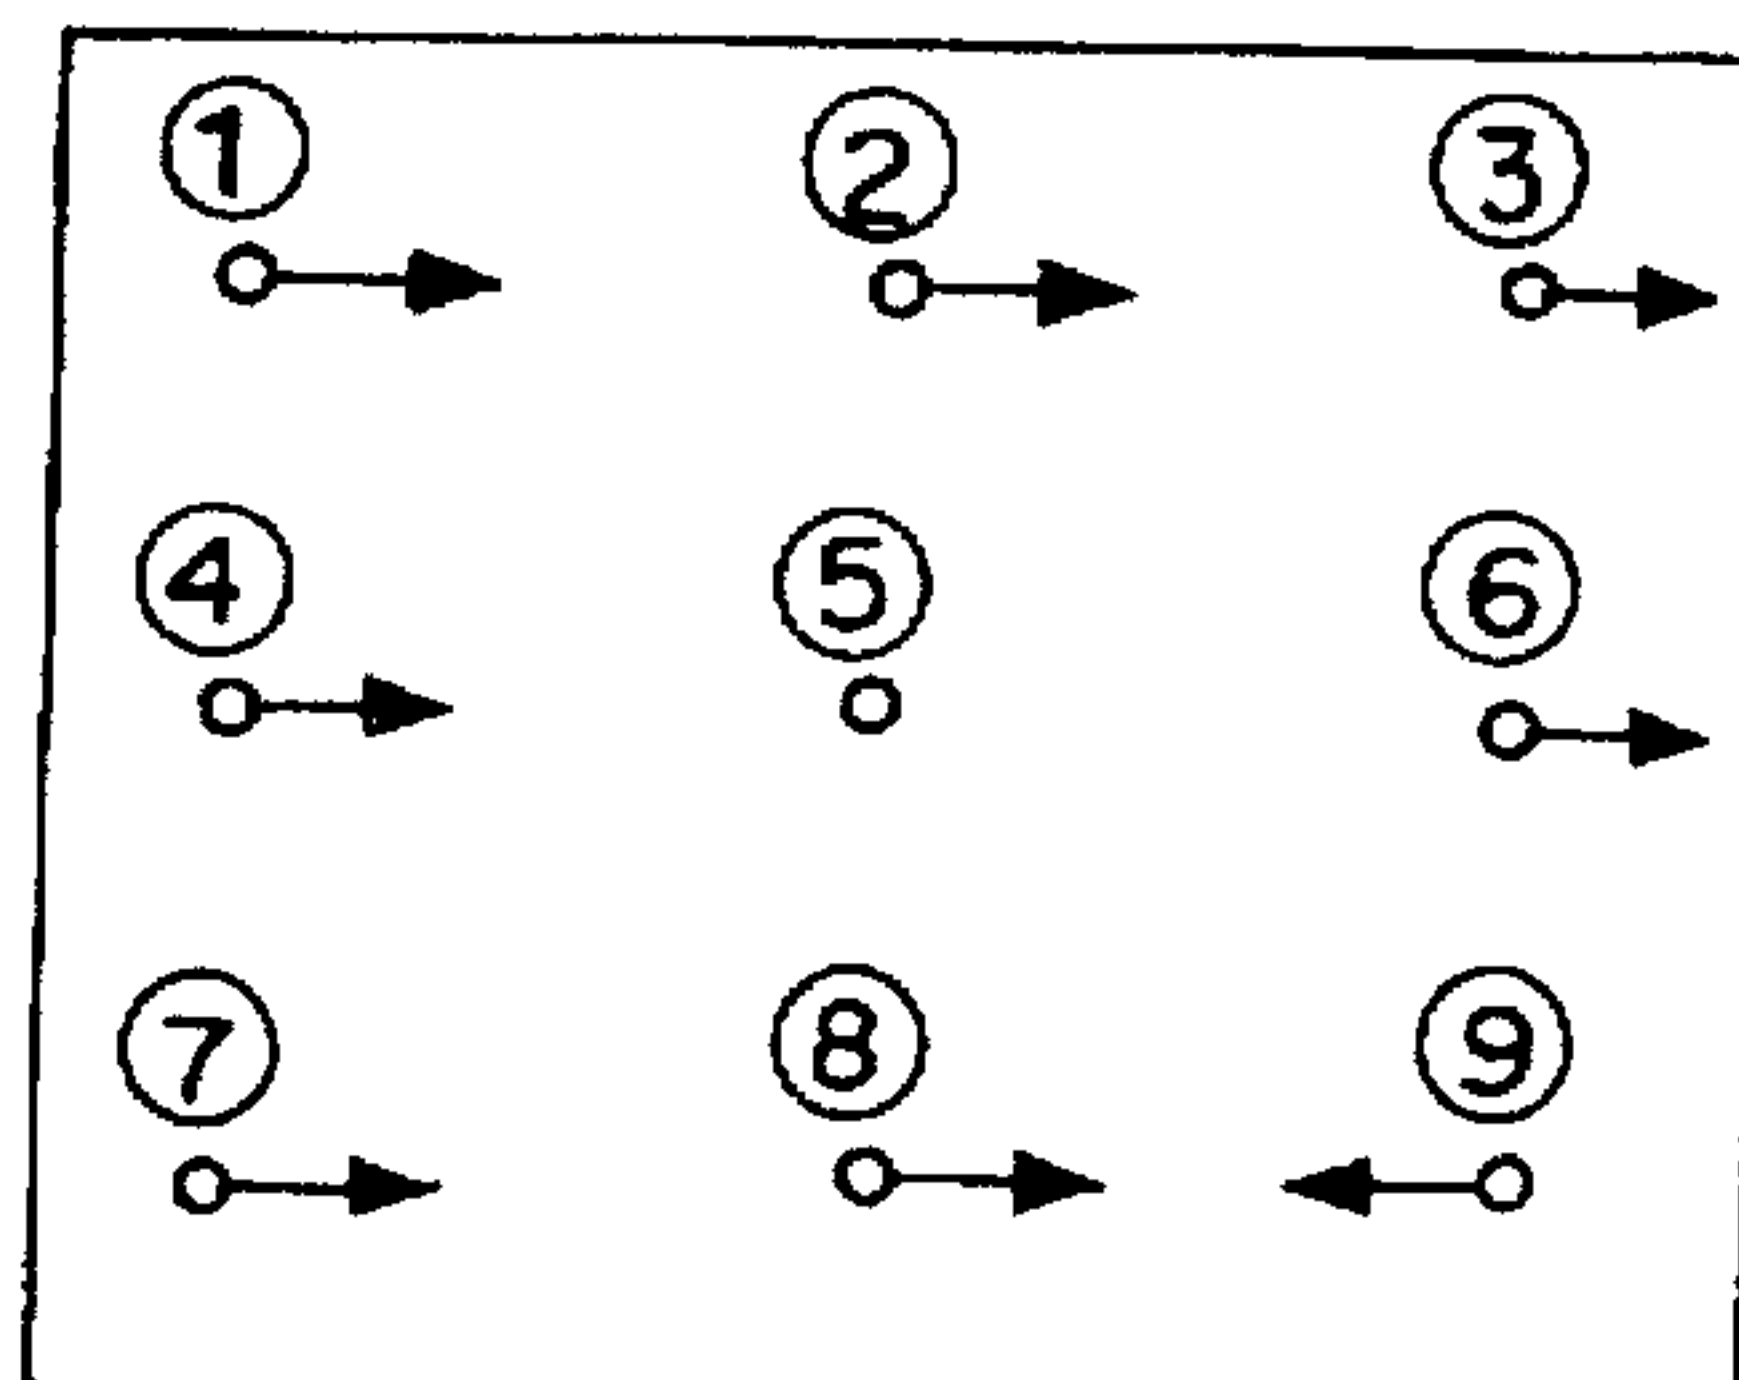 ① ② ③
④ ⑤ ⑥
⑦ ⑧ ⑨